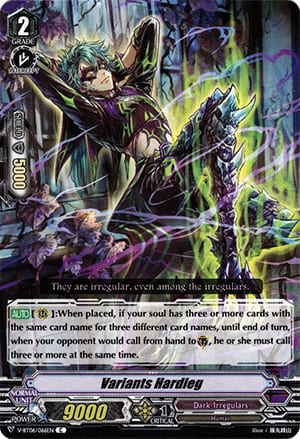 2
GRADE
INTERCEPT
SHIELD
5000
They are irregular, even among the irregulars.
AUTO :When placed, if your soul has three or more cards with
the same card name for three different card names, until end of turn,
when your opponent would call from hand to , he or she must call
three or more at the same time.
NORMAL
UNIT
Variants Hardleg
V-BT06/066EN C
POWER
9000
1
CRITICAL
Dark Irregulars
Human